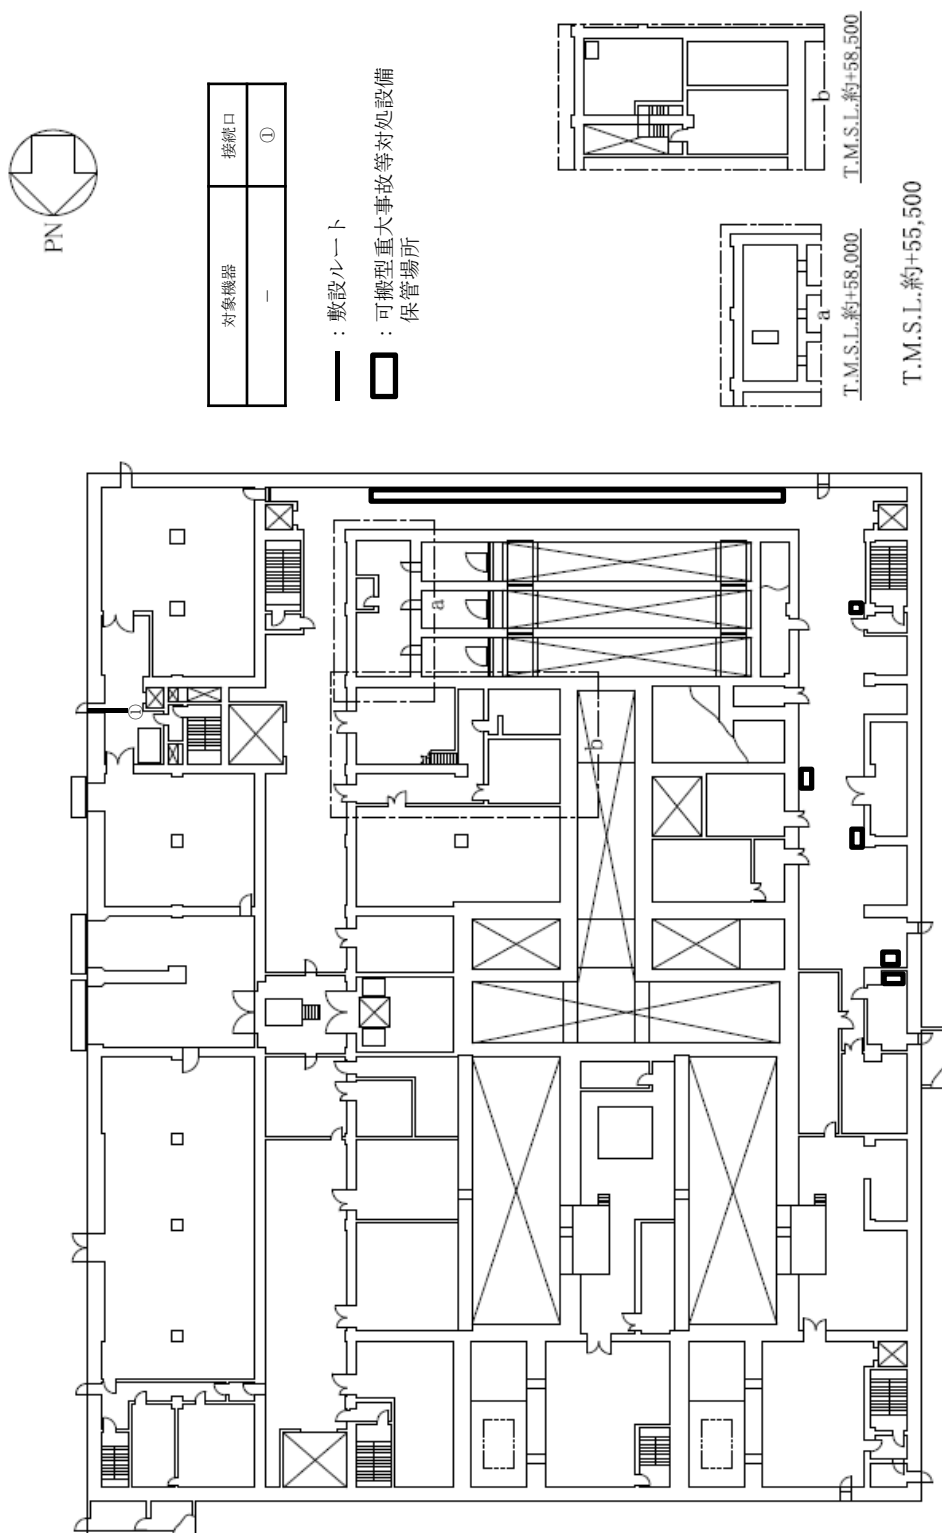 PN
対象機器
接続口
－
①
：敷設ルート
：可搬型重大事故等対処設備
保管場所
b
T.M.S.L.約+58,500
a
T.M.S.L.約+58,000
T.M.S.L.約+55,500
①
a
b